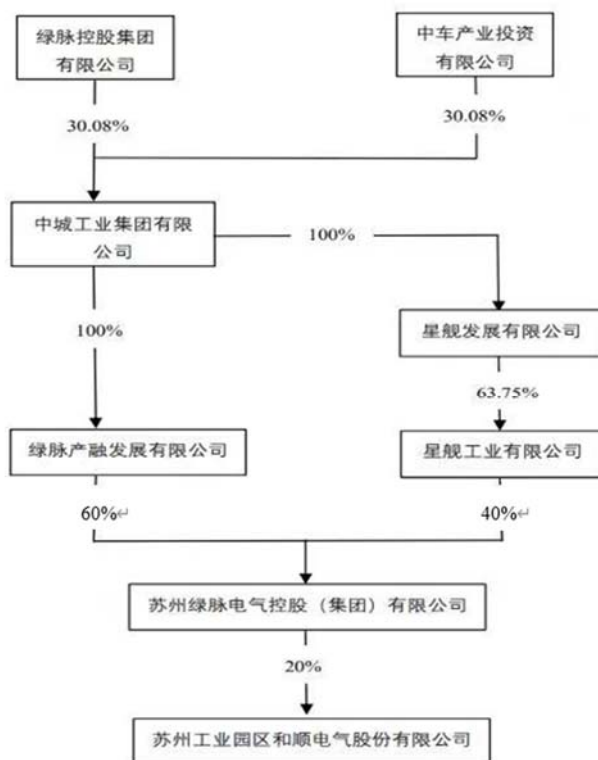 绿脉控股集团
有限公司
中车产业投资
有限公司
30.08%
30.08%
中城工业集团有限
公司
100%
100%
星舰发展有限公司
63.75%
绿脉产融发展有限公司
星舰工业有限公司
60%↵
40%↵
苏州绿脉电气控股（集团）有限公司
20%
苏州工业园区和顺电气股份有限公司